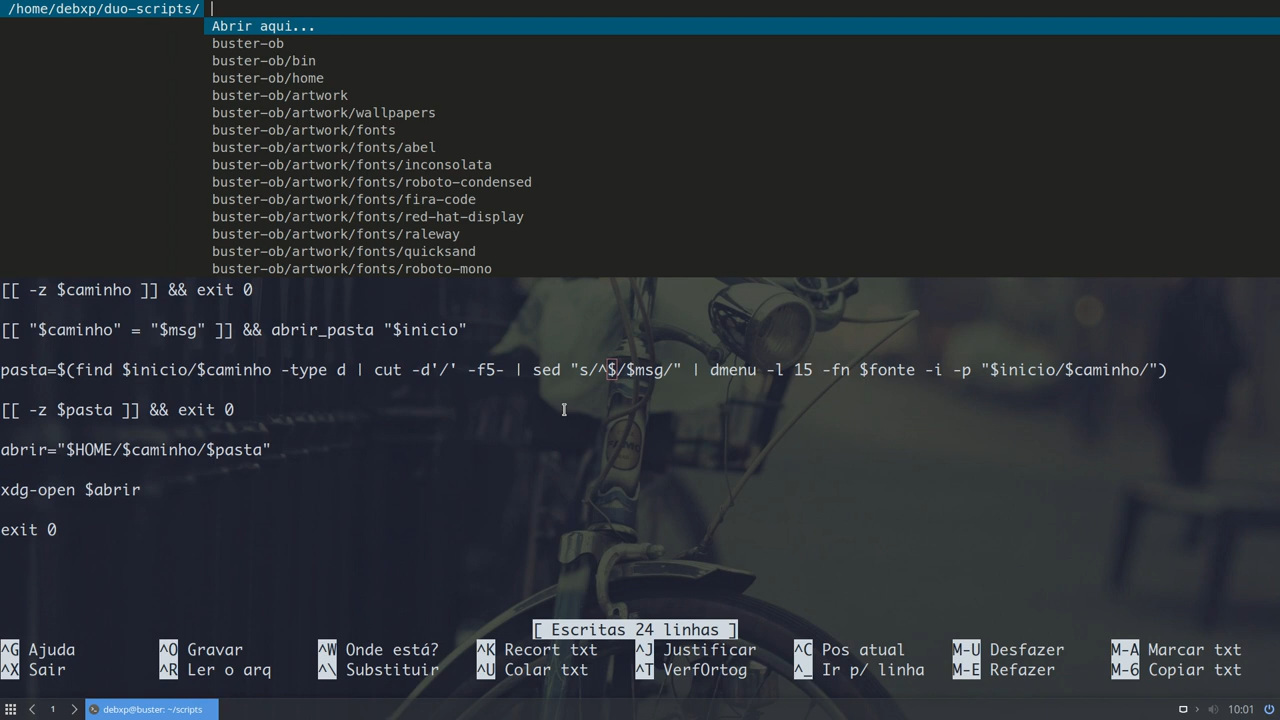 /home/debxp/duo-scripts/
Abrir aqui...
buster-ob
buster-ob/bin
buster-ob/home
buster-ob/artwork
buster-ob/artwork/wallpapers
buster-ob/artwork/fonts
buster-ob/artwork/fonts/abel
buster-ob/artwork/fonts/inconsolata
buster-ob/artwork/fonts/roboto-condensed
buster-ob/artwork/fonts/fira-code
buster-ob/artwork/fonts/red-hat-display
buster-ob/artwork/fonts/raleway
buster-ob/artwork/fonts/quicksand
buster-ob/artwork/fonts/roboto-mono
[[ -z $caminho ]] && exit 0
[[ "$caminho" = "$msg" ]] && abrir_pasta "$inicio"
pasta=$(find $inicio/$caminho -type d | cut -d'/' -f5- | sed "s/^$/$msg/" | dmenu -l 15 -fn $fonte -i -p "$inicio/$caminho/")
[[ -z $pasta ]] && exit 0
abrir="$HOME/$caminho/$pasta"
xdg-open $abrir
exit 0
[ Escritas 24 linhas ]
^G Ajuda ^O Gravar ^W Onde está? ^K Recort txt ^J Justificar ^C Pos atual M-U Desfazer M-A Marcar txt
^X Sair ^R Ler o arq ^\ Substituir ^U Colar txt ^T VerfOrtog ^_ Ir p/ linha M-E Refazer M-6 Copiar txt
1 debxp@buster: ~/scripts 10:01